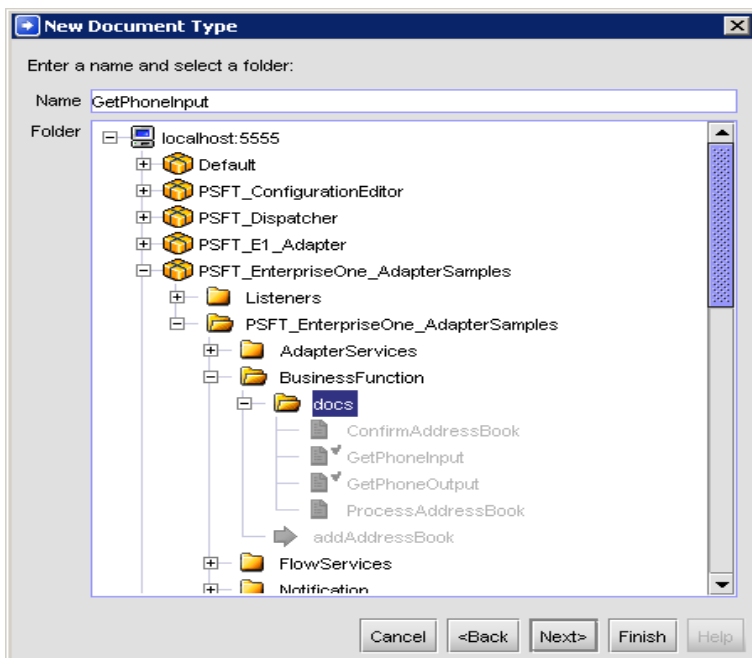 New Document Type
Enter a name and select a folder:
Name GetPhoneInput
Folder
localhost:5555
Default
PSFT_ConfigurationEditor
PSFT_Dispatcher
PSFT_E1_Adapter
PSFT_EnterpriseOne_AdapterSamples
Listeners
PSFT_EnterpriseOne_AdapterSamples
AdapterServices
BusinessFunction
docs
ConfirmAddressBook
GetPhoneInput
GetPhoneOutput
ProcessAddressBook
addAddressBook
FlowServices
Notification
Cancel <Back Next> Finish Help